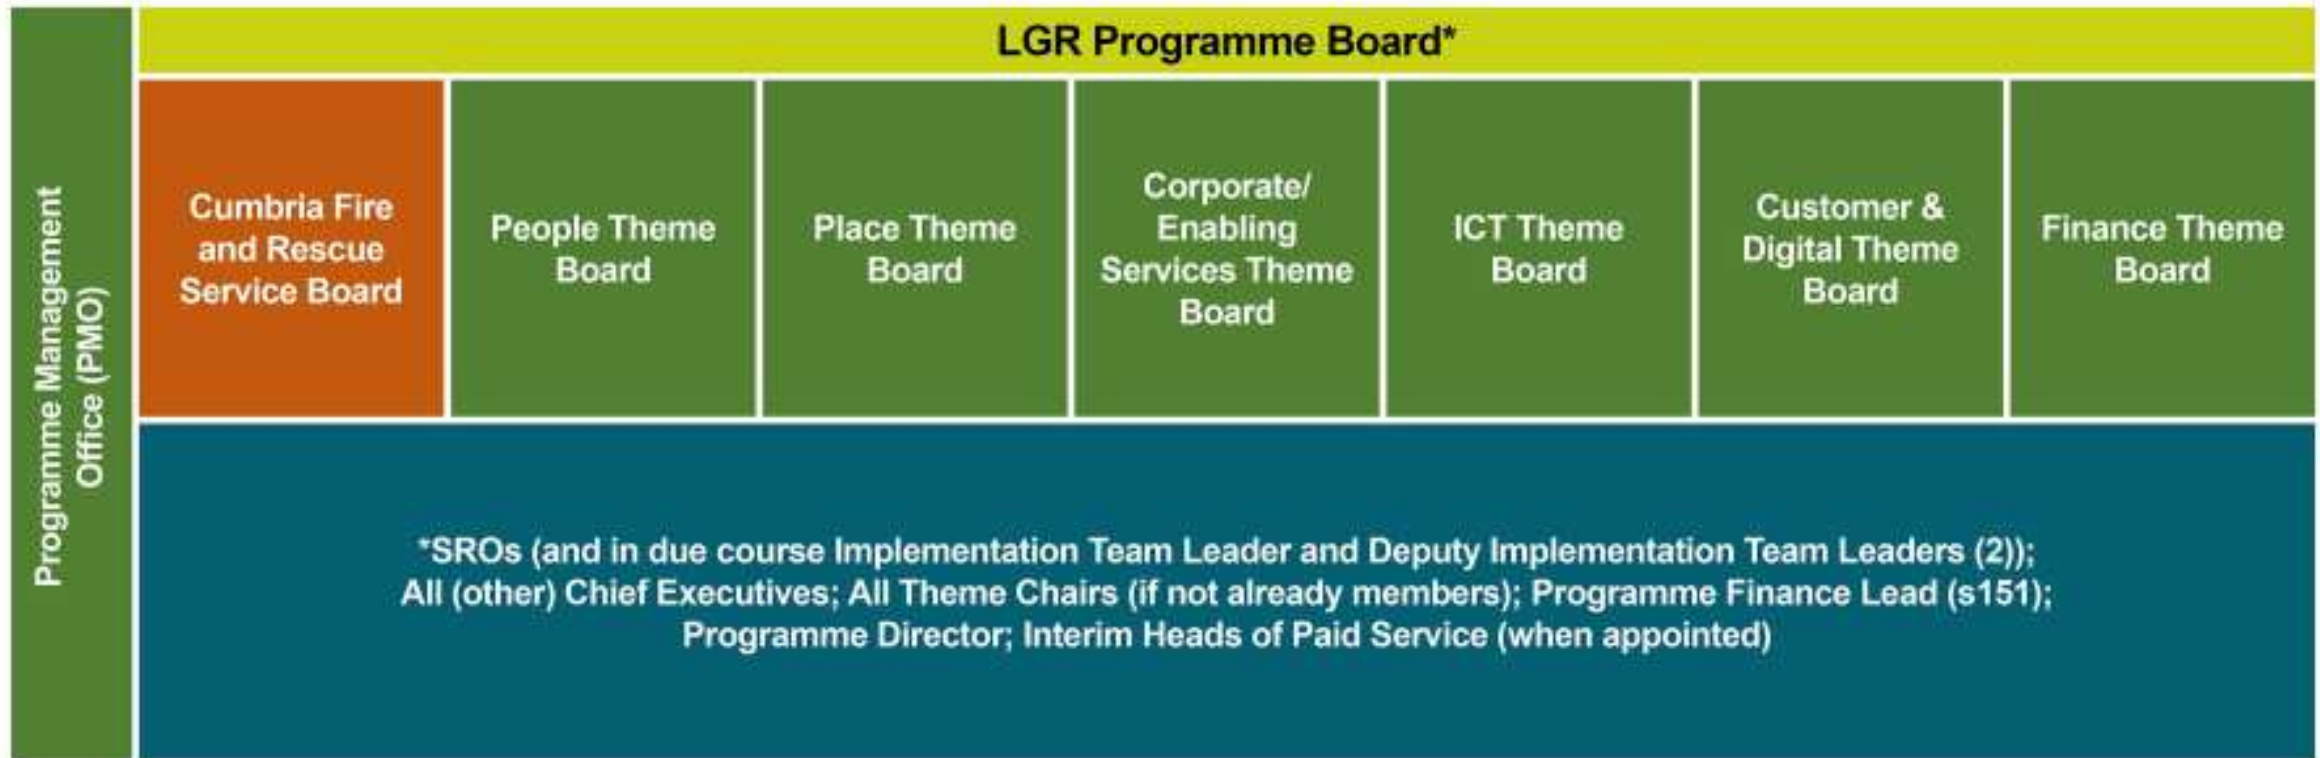 Programme Management
Office (PMO)
LGR Programme Board*
Cumbria Fire
and Rescue
Service Board
People Theme
Board
Place Theme
Board
Corporate/
Enabling
Services Theme
Board
ICT Theme
Board
Customer &
Digital Theme
Board
Finance Theme
Board
*SROs (and in due course Implementation Team Leader and Deputy Implementation Team Leaders (2));
All (other) Chief Executives; All Theme Chairs (if not already members); Programme Finance Lead (s151);
Programme Director; Interim Heads of Paid Service (when appointed)